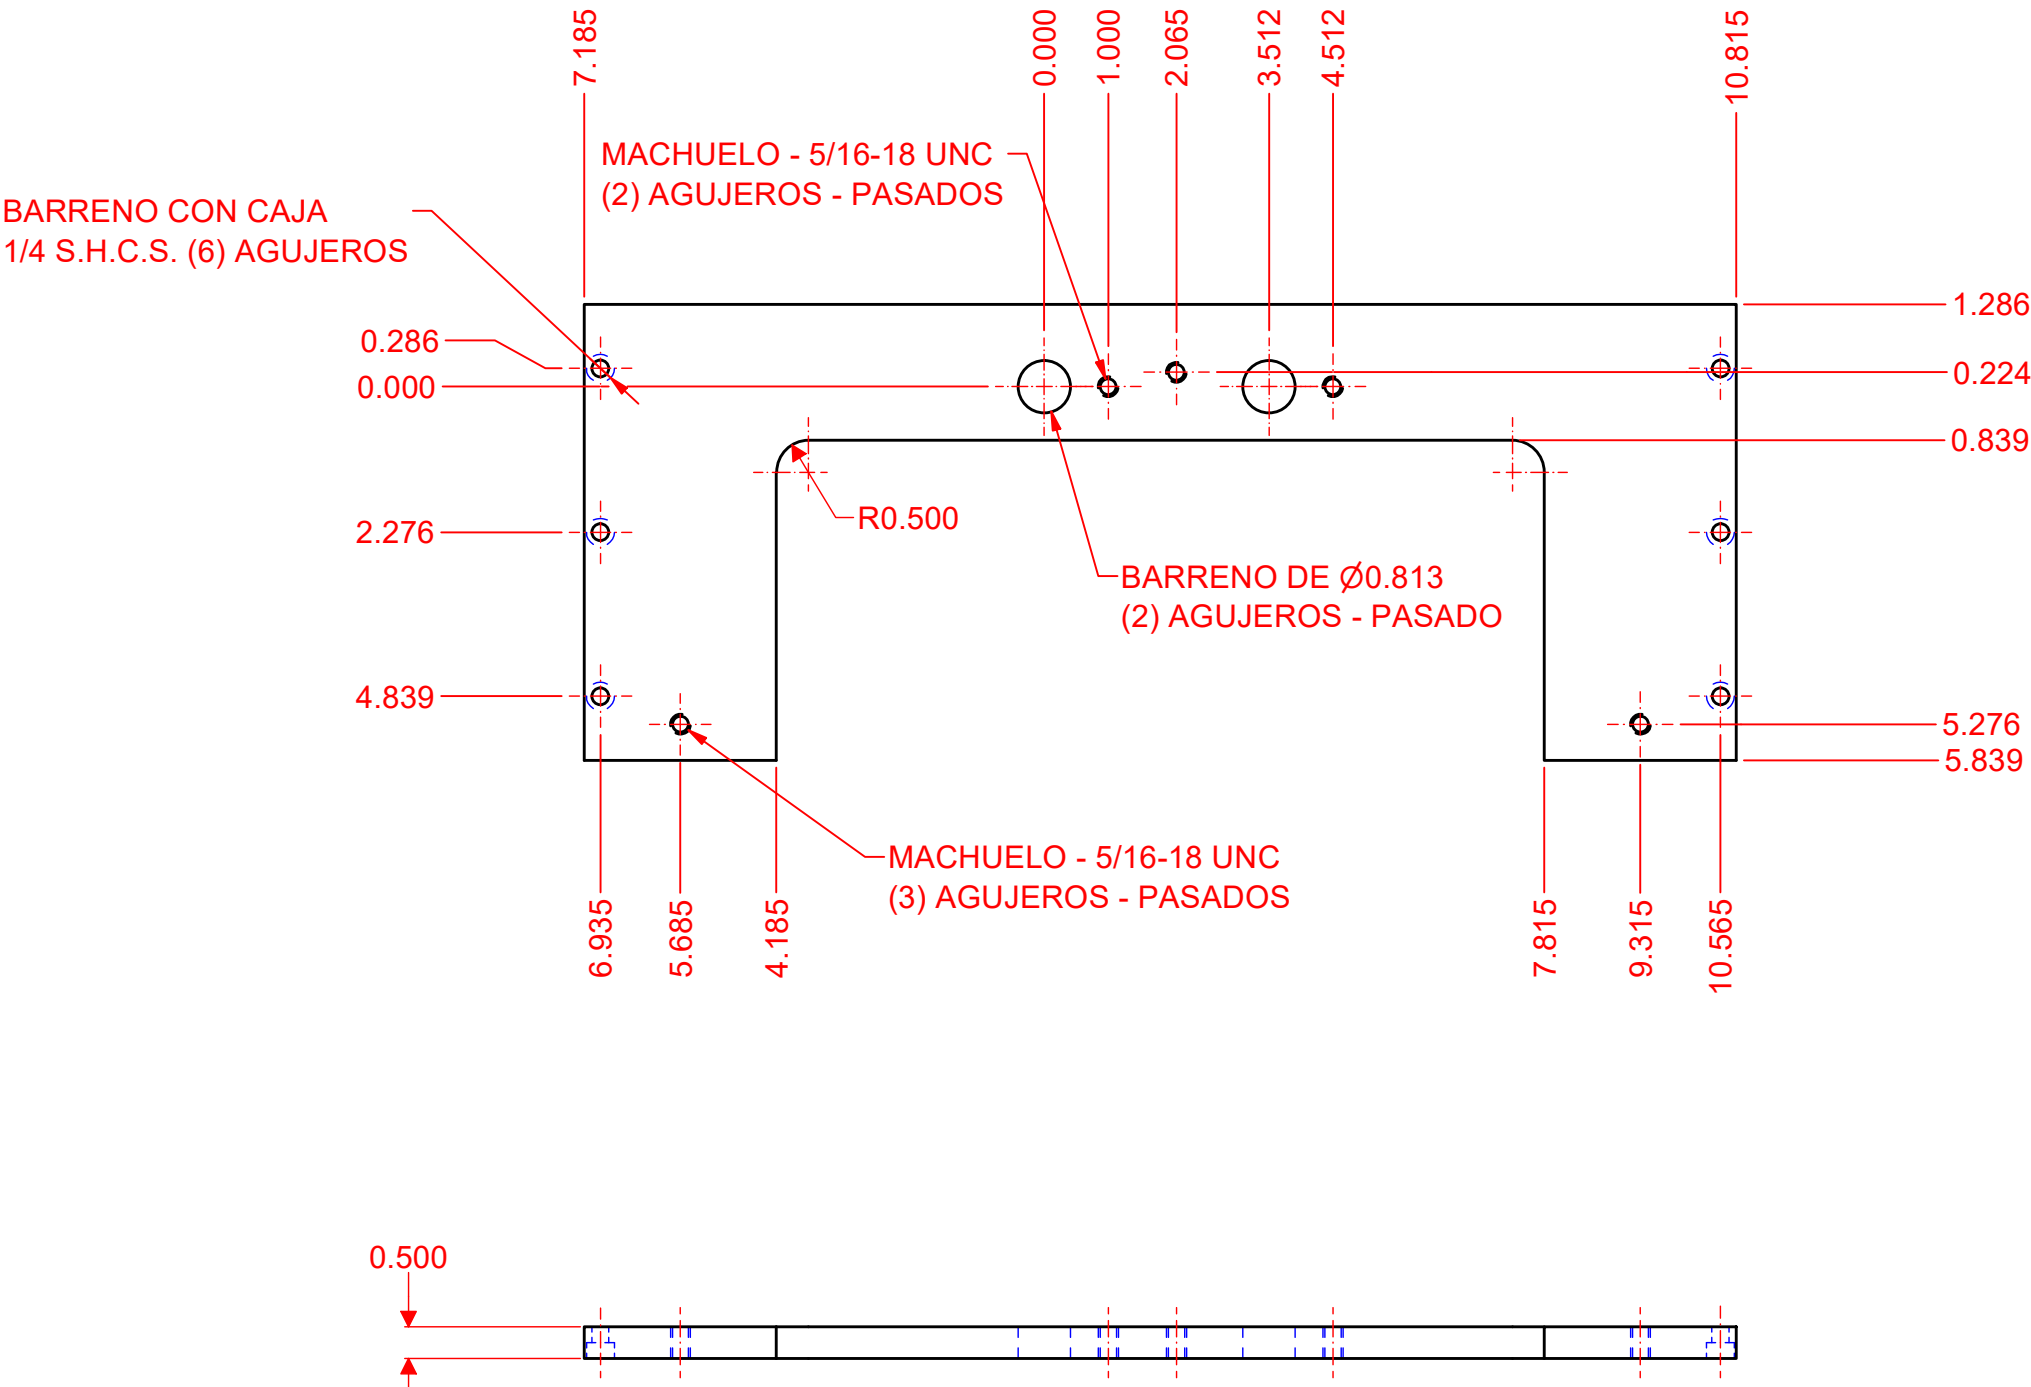 7.185
0.000
1.000
2.065
3.512
4.512
10.815
MACHUELO - 5/16-18 UNC
(2) AGUJEROS - PASADOS
BARRENO CON CAJA
1/4 S.H.C.S. (6) AGUJEROS
1.286
0.286
0.224
0.000
0.839
R0.500
2.276
BARRENO DE Ø0.813
(2) AGUJEROS - PASADO
4.839
5.276
5.839
MACHUELO - 5/16-18 UNC
(3) AGUJEROS - PASADOS
6.935
5.685
4.185
7.815
9.315
10.565
0.500